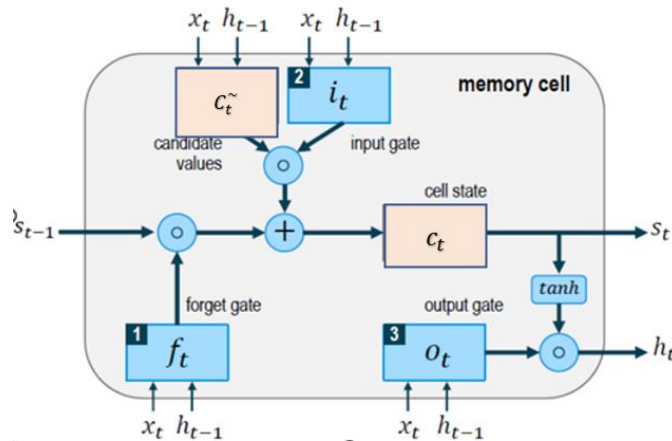 x_t h_{t-1} x_t h_{t-1}
2
C_t^~ i_t
memory cell
candidate values
input gate
∘
cell state
s_{t-1} ∘ + c_t s_t
tanh
forget gate
output gate
1
f_t
3
o_t ∘ h_t
x_t h_{t-1} x_t h_{t-1}